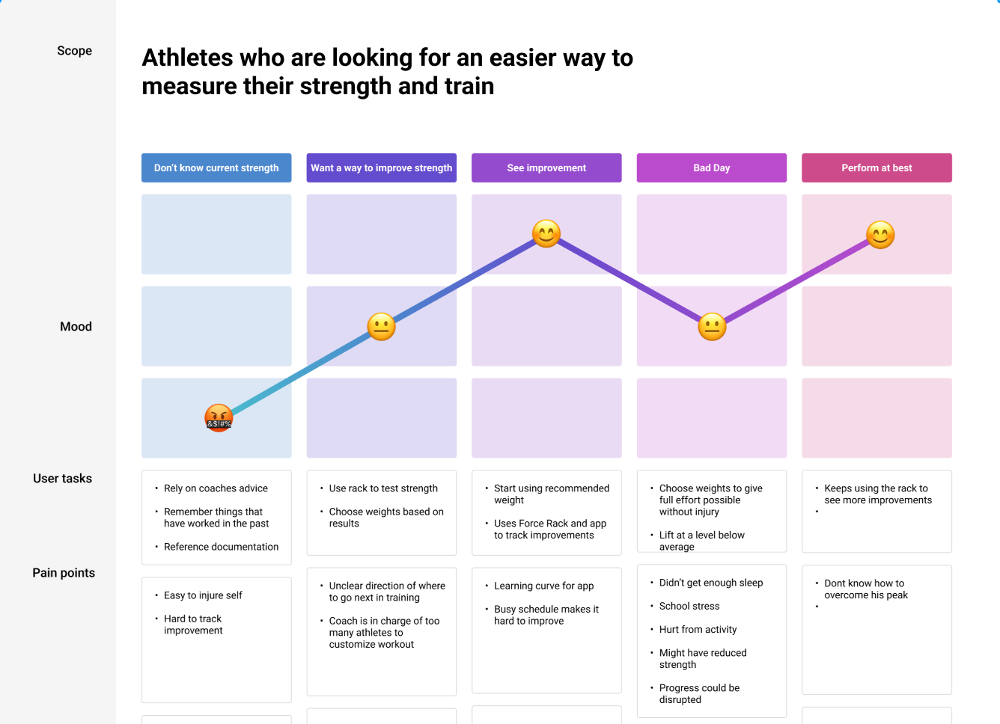 Scope
Athletes who are looking for an easier way to
measure their strength and train
Don't know current strength
Want a way to improve strength
See improvement
Bad Day
Perform at best
Mood
&$!#%
User tasks
• Rely on coaches advice
• Remember things that
have worked in the past
• Reference documentation
• Use rack to test strength
• Choose weights based on
results
• Start using recommended
weight
• Uses Force Rack and app
to track improvements
• Choose weights to give
full effort possible
without injury
• Lift at a level below
average
• Keeps using the rack to
see more improvements
•
Pain points
• Easy to injure self
• Hard to track
improvement
• Unclear direction of where
to go next in training
• Coach is in charge of too
many athletes to
customize workout
• Learning curve for app
• Busy schedule makes it
hard to improve
• Didn't get enough sleep
• School stress
• Hurt from activity
• Might have reduced
strength
• Progress could be
disrupted
• Dont know how to
overcome his peak
•